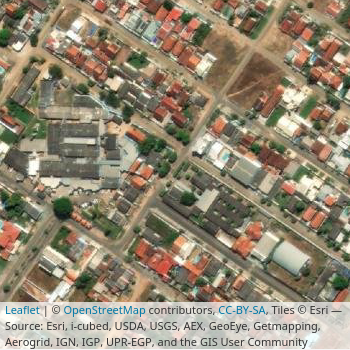 Leaflet | © OpenStreetMap contributors, CC-BY-SA, Tiles © Esri —
Source: Esri, i-cubed, USDA, USGS, AEX, GeoEye, Getmapping,
Aerogrid, IGN, IGP, UPR-EGP, and the GIS User Community